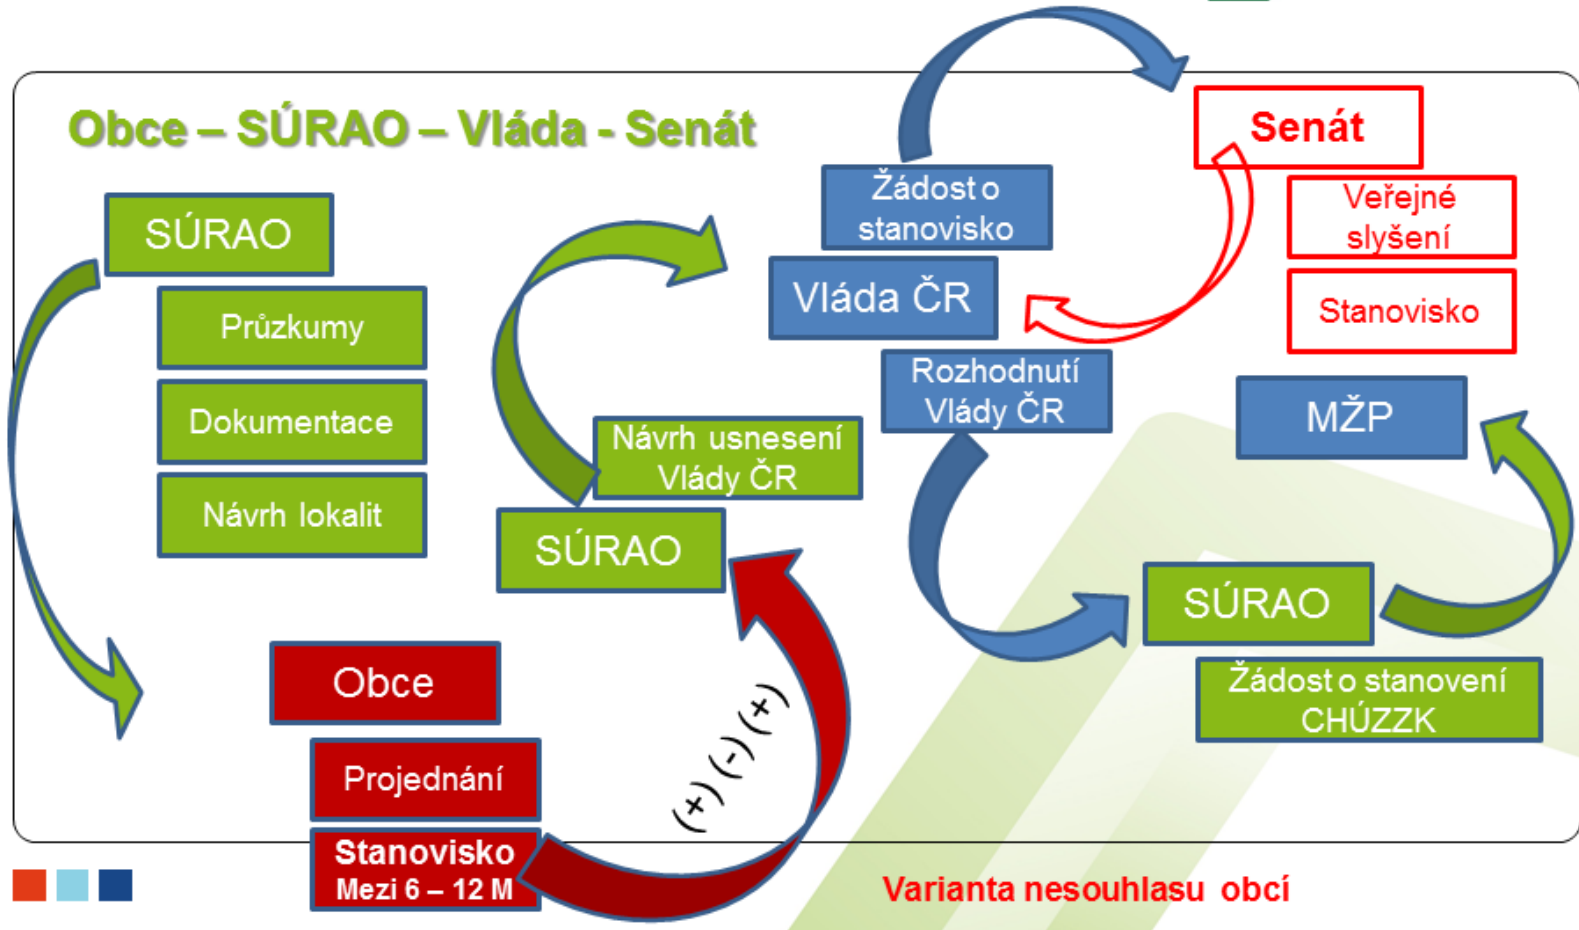 Obce – SÚRAO – Vláda - Senát
SÚRAO
Průzkumy
Dokumentace
Návrh lokalit
Obce
Projednání
Stanovisko
Mezi 6 – 12 M
(+) (-) (+)
Návrh usnesení
Vlády ČR
SÚRAO
Žádost o
stanovisko
Vláda ČR
Rozhodnutí
Vlády ČR
Senát
Veřejné
slyšení
Stanovisko
MŽP
SÚRAO
Žádost o stanovení
CHÚZZK
Varianta nesouhlasu obcí